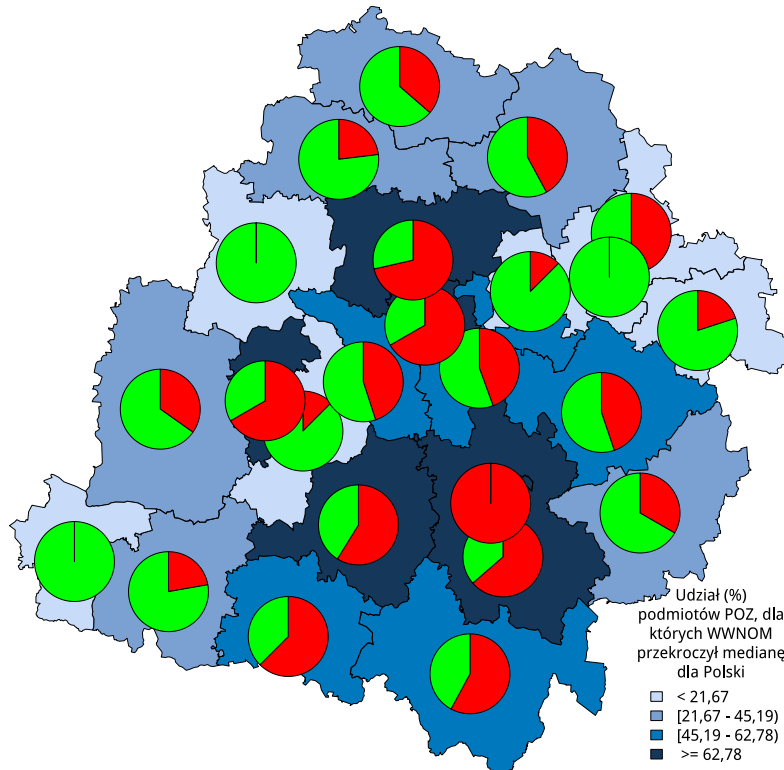 Udział (%)
podmiotów POZ, dla
których WWNOM
przekroczył medianę
dla Polski
< 21,67
[21,67 - 45,19)
[45,19 - 62,78)
>= 62,78